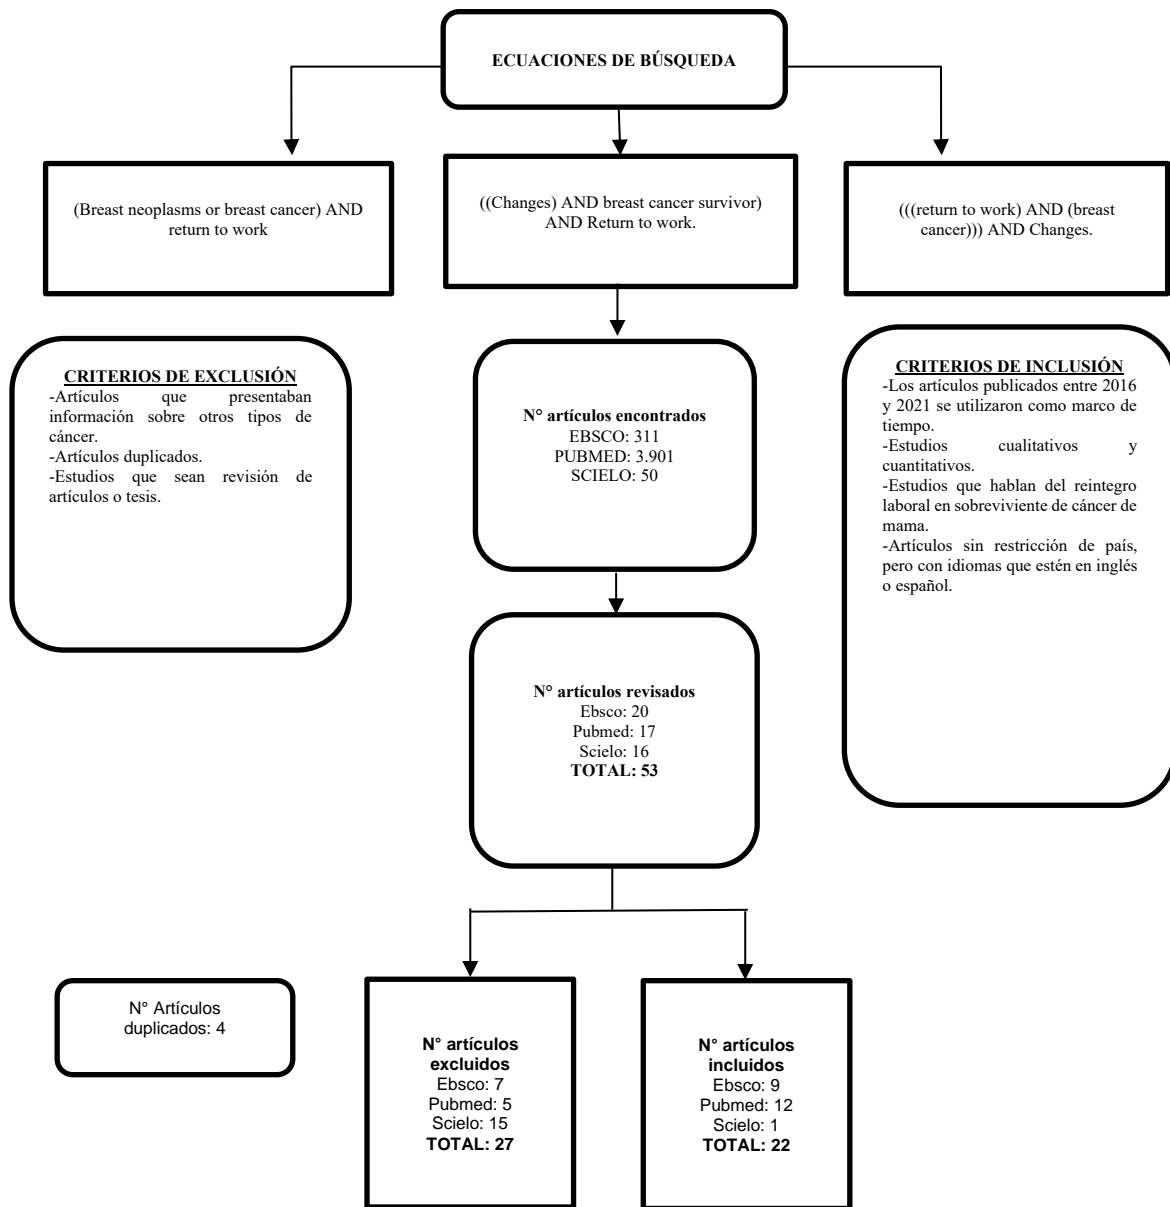 ECUACIONES DE BÚSQUEDA
(Breast neoplasms or breast cancer) AND
return to work
((Changes) AND breast cancer survivor)
AND Return to work.
(((return to work) AND (breast
cancer))) AND Changes.
CRITERIOS DE EXCLUSIÓN
-Artículos que presentaban
información sobre otros tipos de
cáncer.
-Artículos duplicados.
-Estudios que sean revisión de
artículos o tesis.
N° artículos encontrados
EBSCO: 311
PUBMED: 3.901
SCIELO: 50
CRITERIOS DE INCLUSIÓN
-Los artículos publicados entre 2016
y 2021 se utilizaron como marco de
tiempo.
-Estudios cualitativos y
cuantitativos.
-Estudios que hablan del reintegro
laboral en sobreviviente de cáncer de
mama.
-Artículos sin restricción de país,
pero con idiomas que estén en inglés
o español.
N° artículos revisados
Ebsco: 20
Pubmed: 17
Scielo: 16
TOTAL: 53
N° Artículos
duplicados: 4
N° artículos
excluidos
Ebsco: 7
Pubmed: 5
Scielo: 15
TOTAL: 27
N° artículos
incluidos
Ebsco: 9
Pubmed: 12
Scielo: 1
TOTAL: 22